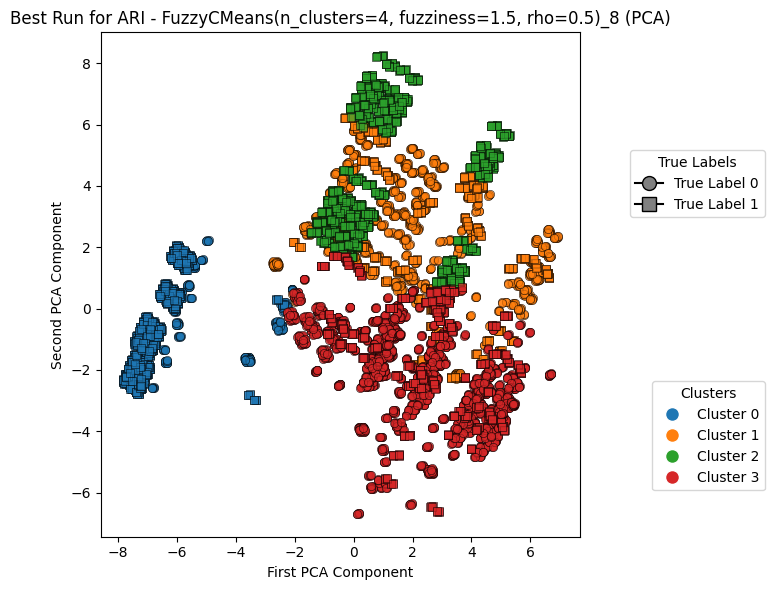 Best Run for ARI - FuzzyCMeans(n_clusters=4, fuzziness=1.5, rho=0.5)_8 (PCA)
8
6
4
2
0
−2
−4
−6
Second PCA Component
−8
−6
−4
−2
0
2
4
6
First PCA Component
True Labels
True Label 0
True Label 1
Clusters
Cluster 0
Cluster 1
Cluster 2
Cluster 3